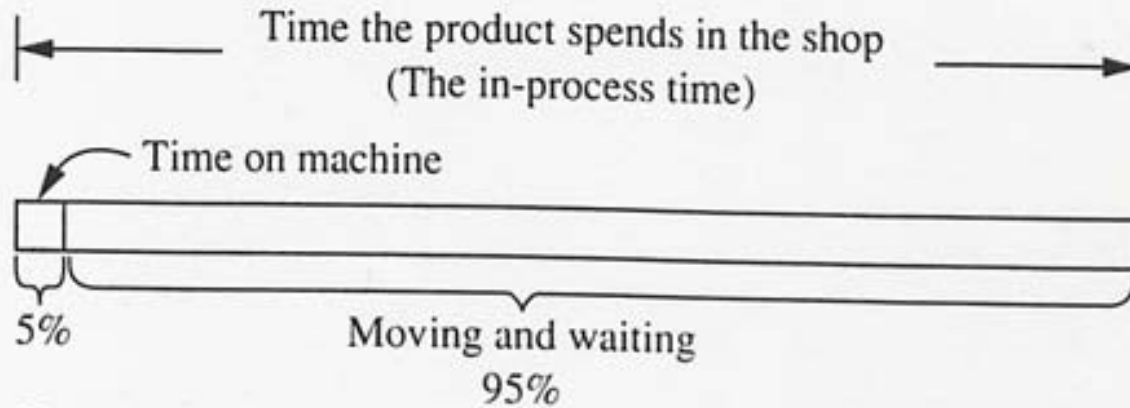 Time the product spends in the shop
(The in-process time)
Time on machine
5%
Moving and waiting
95%